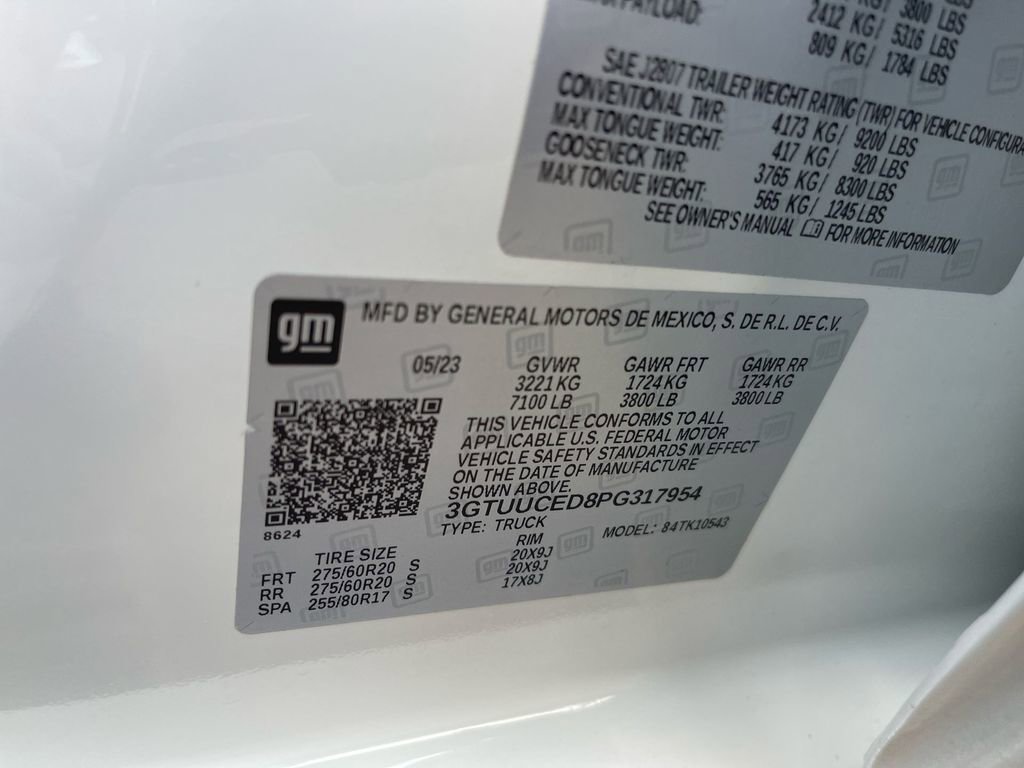 KG/ 3800 LBS
PAYLOAD: 2412 KG/ 5316 LBS
809 KG/ 1784 LBS
SAE J2807 TRAILER WEIGHT RATING (TWR) FOR VEHICLE CONFIGURA
CONVENTIONAL TWR: 4173 KG/ 9200 LBS
MAX TONGUE WEIGHT: 417 KG/ 920 LBS
GOOSENECK TWR: 3765 KG/ 8300 LBS
MAX TONGUE WEIGHT: 565 KG/ 1245 LBS
SEE OWNER'S MANUAL FOR MORE INFORMATION
gm
MFD BY GENERAL MOTORS DE MEXICO, S. DE R.L. DE C.V.
05/23 GVWR GAWR FRT GAWR RR
3221 KG 1724 KG 1724 KG
7100 LB 3800 LB 3800 LB
THIS VEHICLE CONFORMS TO ALL
APPLICABLE U.S. FEDERAL MOTOR
VEHICLE SAFETY STANDARDS IN EFFECT
ON THE DATE OF MANUFACTURE
SHOWN ABOVE.
3GTUUCED8PG317954
TYPE: TRUCK MODEL: 84TK10543
8624
TIRE SIZE RIM
FRT 275/60R20 S 20X9J
RR 275/60R20 S 20X9J
SPA 255/80R17 S 17X8J